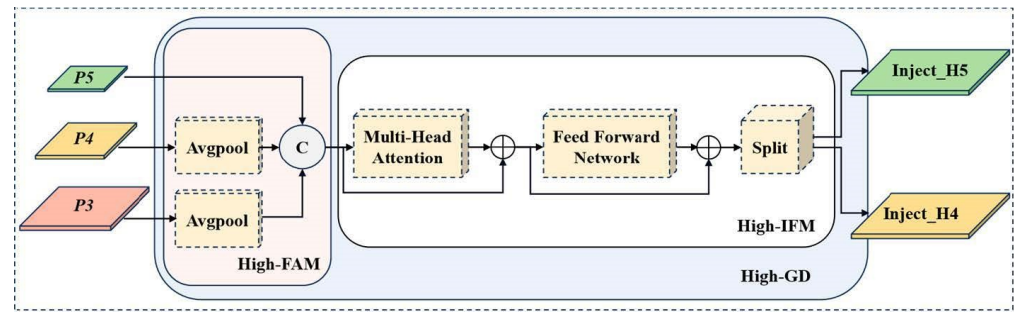 P5
P4
P3
Avgpool
Avgpool
C
High-FAM
Multi-Head
Attention
Feed Forward
Network
Split
High-IFM
High-GD
Inject_H5
Inject_H4